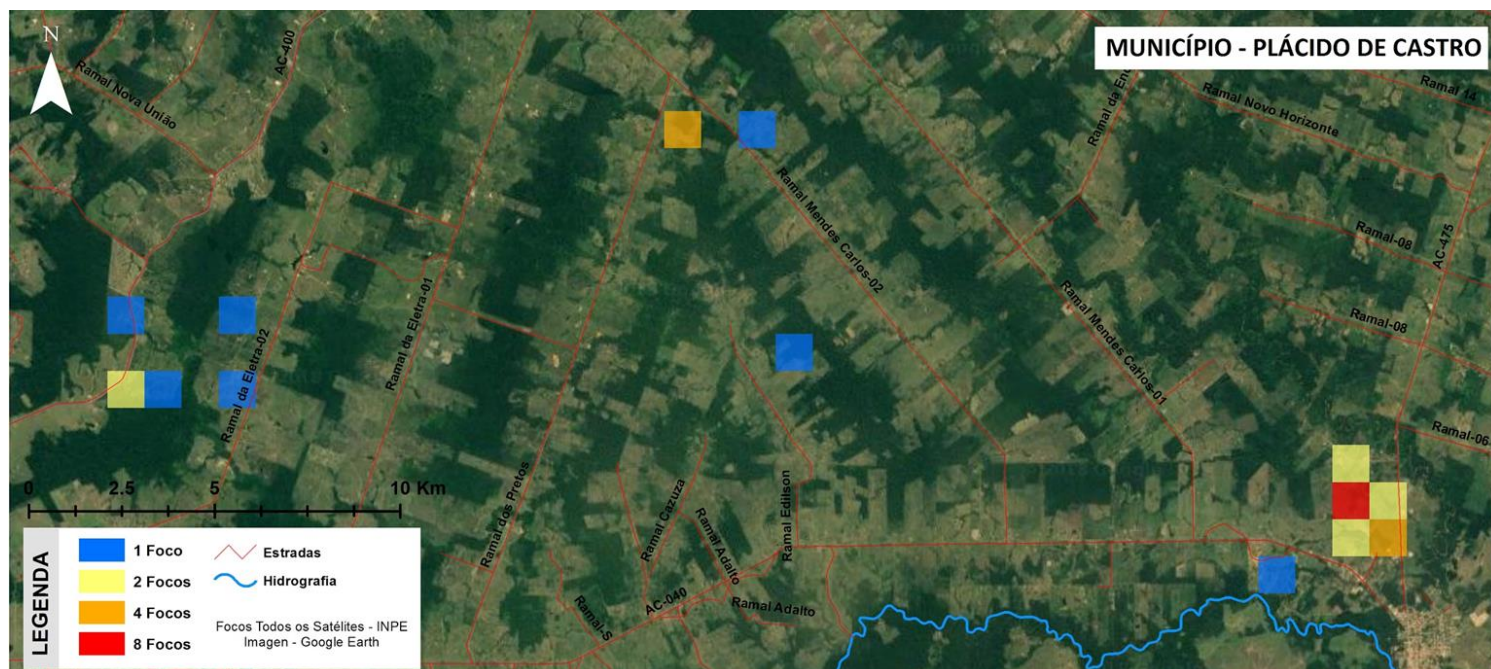 N
MUNICÍPIO - PLÁCIDO DE CASTRO
AC-400
Ramal Nova União
Ramal 14
Ramal Novo Horizonte
Ramal Mendes Carlos-02
Ramal-08
AC-475
Ramal da Eletra-01
Ramal Mendes Carlos-01
Ramal-08
Ramal da Eletra-02
Ramal-06
0 2.5 5 10 Km
Ramal dos Pretos
Ramal Cazuza
Ramal Adalto
Ramal Edilson
Ramal-S
AC-040
Ramal Adalto
LEGENDA
1 Foco
2 Focos
4 Focos
8 Focos
Estradas
Hidrografia
Focos Todos os Satélites - INPE
Imagen - Google Earth